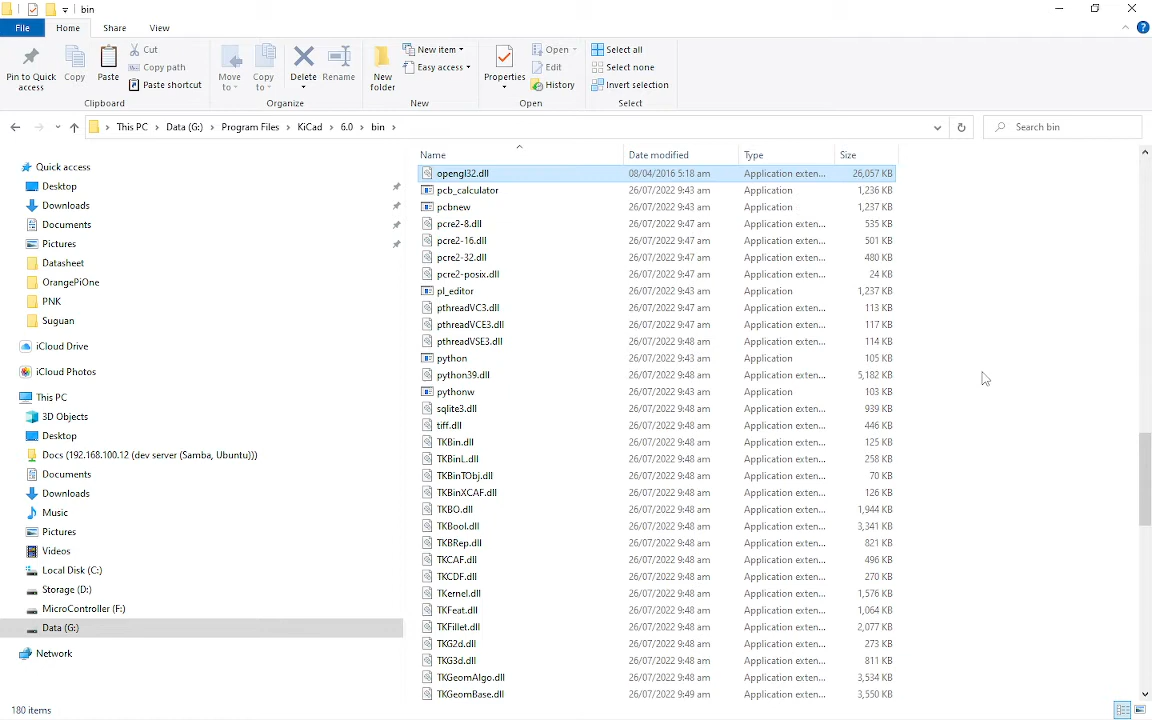 bin
File Home Share View
Pin to Quick access
Copy
Paste
Cut
Copy path
Paste shortcut
Clipboard
Move to
Copy to
Delete
Rename
Organize
New folder
New item
Easy access
New
Properties
Open
Edit
History
Open
Select all
Select none
Invert selection
Select
This PC > Data (G:) > Program Files > KiCad > 6.0 > bin >
Search bin
Quick access
Desktop
Downloads
Documents
Pictures
Datasheet
OrangePiOne
PNK
Suguan
iCloud Drive
iCloud Photos
This PC
3D Objects
Desktop
Docs (192.168.100.12 (dev server (Samba, Ubuntu)))
Documents
Downloads
Music
Pictures
Videos
Local Disk (C:)
Storage (D:)
MicroController (F:)
Data (G:)
Network
Name Date modified Type Size
opengl32.dll 08/04/2016 5:18 am Application exten... 26,057 KB
pcb_calculator 26/07/2022 9:43 am Application 1,236 KB
pcbnew 26/07/2022 9:43 am Application 1,237 KB
pcre2-8.dll 26/07/2022 9:47 am Application exten... 535 KB
pcre2-16.dll 26/07/2022 9:47 am Application exten... 501 KB
pcre2-32.dll 26/07/2022 9:47 am Application exten... 480 KB
pcre2-posix.dll 26/07/2022 9:47 am Application exten... 24 KB
pl_editor 26/07/2022 9:43 am Application 1,237 KB
pthreadVC3.dll 26/07/2022 9:47 am Application exten... 113 KB
pthreadVCE3.dll 26/07/2022 9:47 am Application exten... 117 KB
pthreadVSE3.dll 26/07/2022 9:48 am Application exten... 114 KB
python 26/07/2022 9:43 am Application 105 KB
python39.dll 26/07/2022 9:48 am Application exten... 5,182 KB
pythonw 26/07/2022 9:43 am Application 103 KB
sqlite3.dll 26/07/2022 9:48 am Application exten... 939 KB
tiff.dll 26/07/2022 9:48 am Application exten... 446 KB
TKBin.dll 26/07/2022 9:48 am Application exten... 125 KB
TKBinL.dll 26/07/2022 9:48 am Application exten... 258 KB
TKBinTObj.dll 26/07/2022 9:48 am Application exten... 70 KB
TKBinXCAF.dll 26/07/2022 9:48 am Application exten... 126 KB
TKBO.dll 26/07/2022 9:48 am Application exten... 1,944 KB
TKBool.dll 26/07/2022 9:48 am Application exten... 3,341 KB
TKBRep.dll 26/07/2022 9:48 am Application exten... 821 KB
TKCAF.dll 26/07/2022 9:48 am Application exten... 496 KB
TKCDF.dll 26/07/2022 9:48 am Application exten... 270 KB
TKernel.dll 26/07/2022 9:48 am Application exten... 1,576 KB
TKFeat.dll 26/07/2022 9:48 am Application exten... 1,064 KB
TKFillet.dll 26/07/2022 9:48 am Application exten... 2,077 KB
TKG2d.dll 26/07/2022 9:48 am Application exten... 273 KB
TKG3d.dll 26/07/2022 9:48 am Application exten... 811 KB
TKGeomAlgo.dll 26/07/2022 9:48 am Application exten... 3,534 KB
TKGeomBase.dll 26/07/2022 9:49 am Application exten... 3,550 KB
180 items